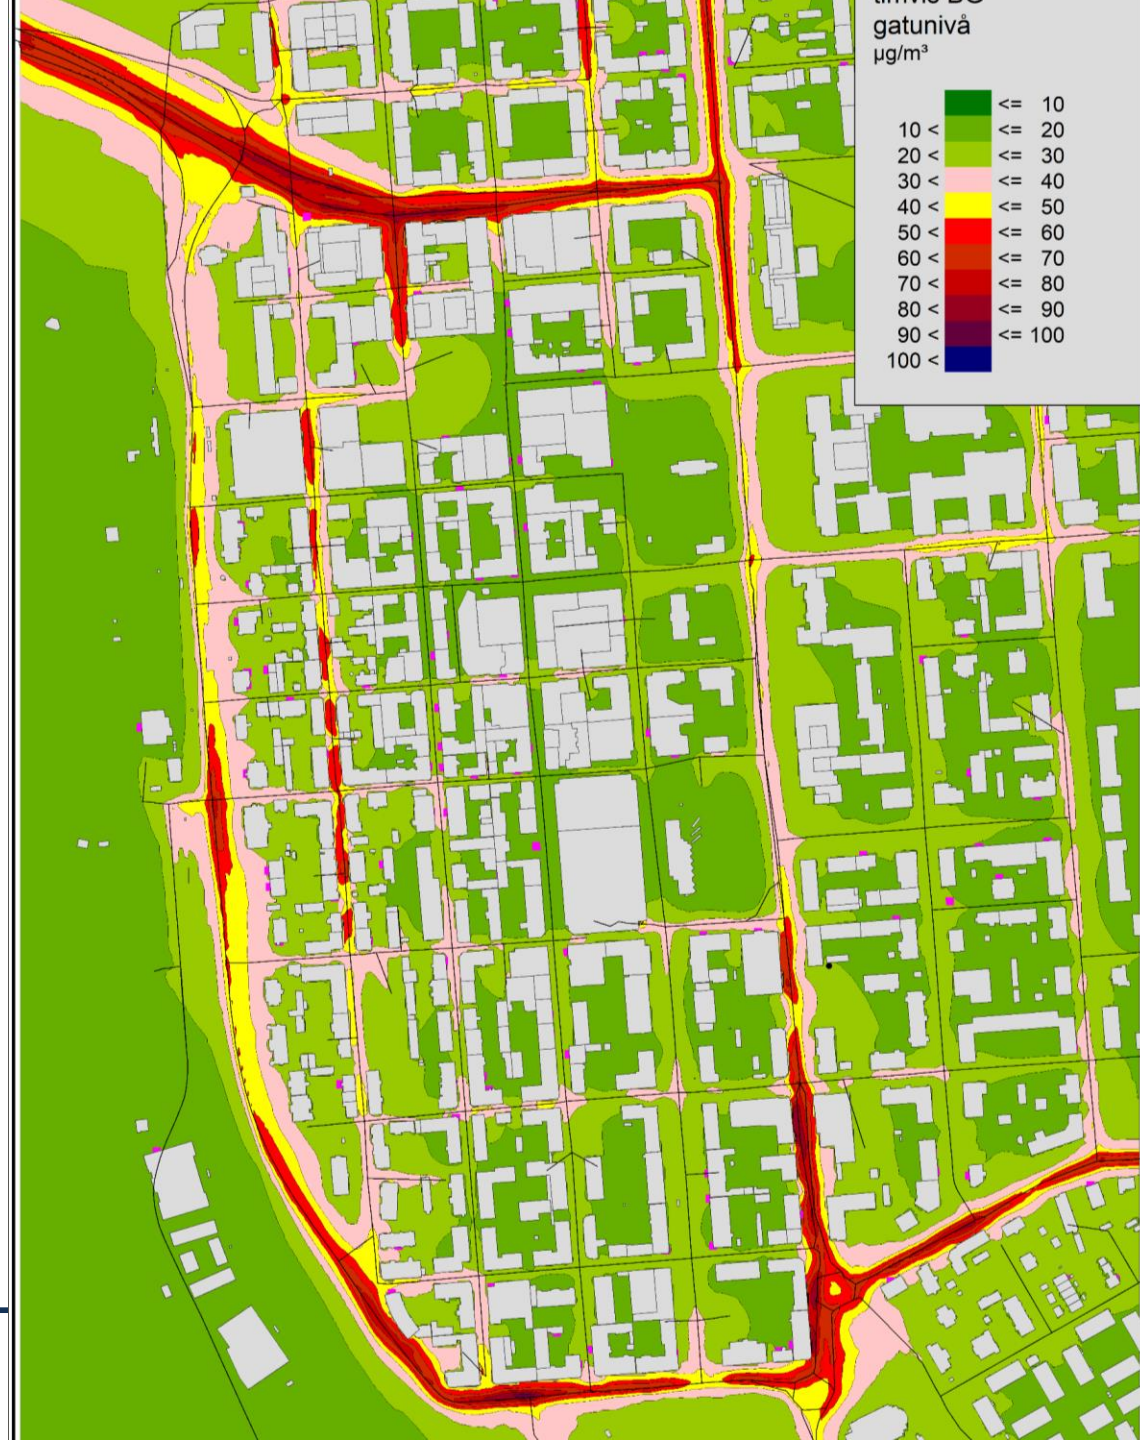 gatunivå
µg/m³
<= 10
10 < <= 20
20 < <= 30
30 < <= 40
40 < <= 50
50 < <= 60
60 < <= 70
70 < <= 80
80 < <= 90
90 < <= 100
100 <